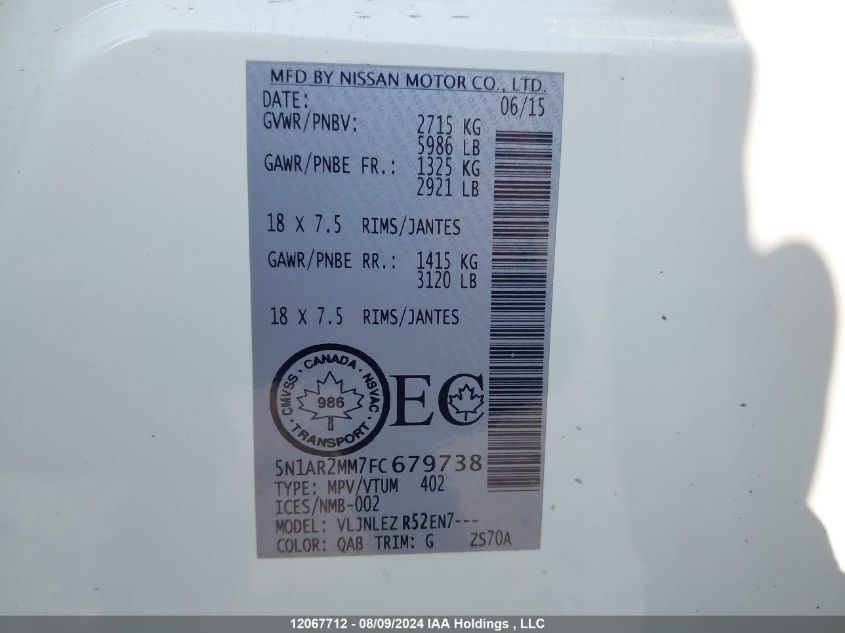 MFD BY NISSAN MOTOR CO., LTD.
DATE: 06/15
GVWR/PNBV: 2715 KG
5986 LB
GAWR/PNBE FR.: 1325 KG
2921 LB
18 X 7.5 RIMS/JANTES
GAWR/PNBE RR.: 1415 KG
3120 LB
18 X 7.5 RIMS/JANTES
CMVSS · CANADA · NSVAC
986
· TRANSPORT ·
EC
5N1AR2MM7FC679738
TYPE: MPV/VTUM 402
ICES/NMB-002
MODEL: VLJNLEZ R52EN7---
COLOR: QAB TRIM: G ZS70A
12067712 - 08/09/2024 IAA Holdings , LLC